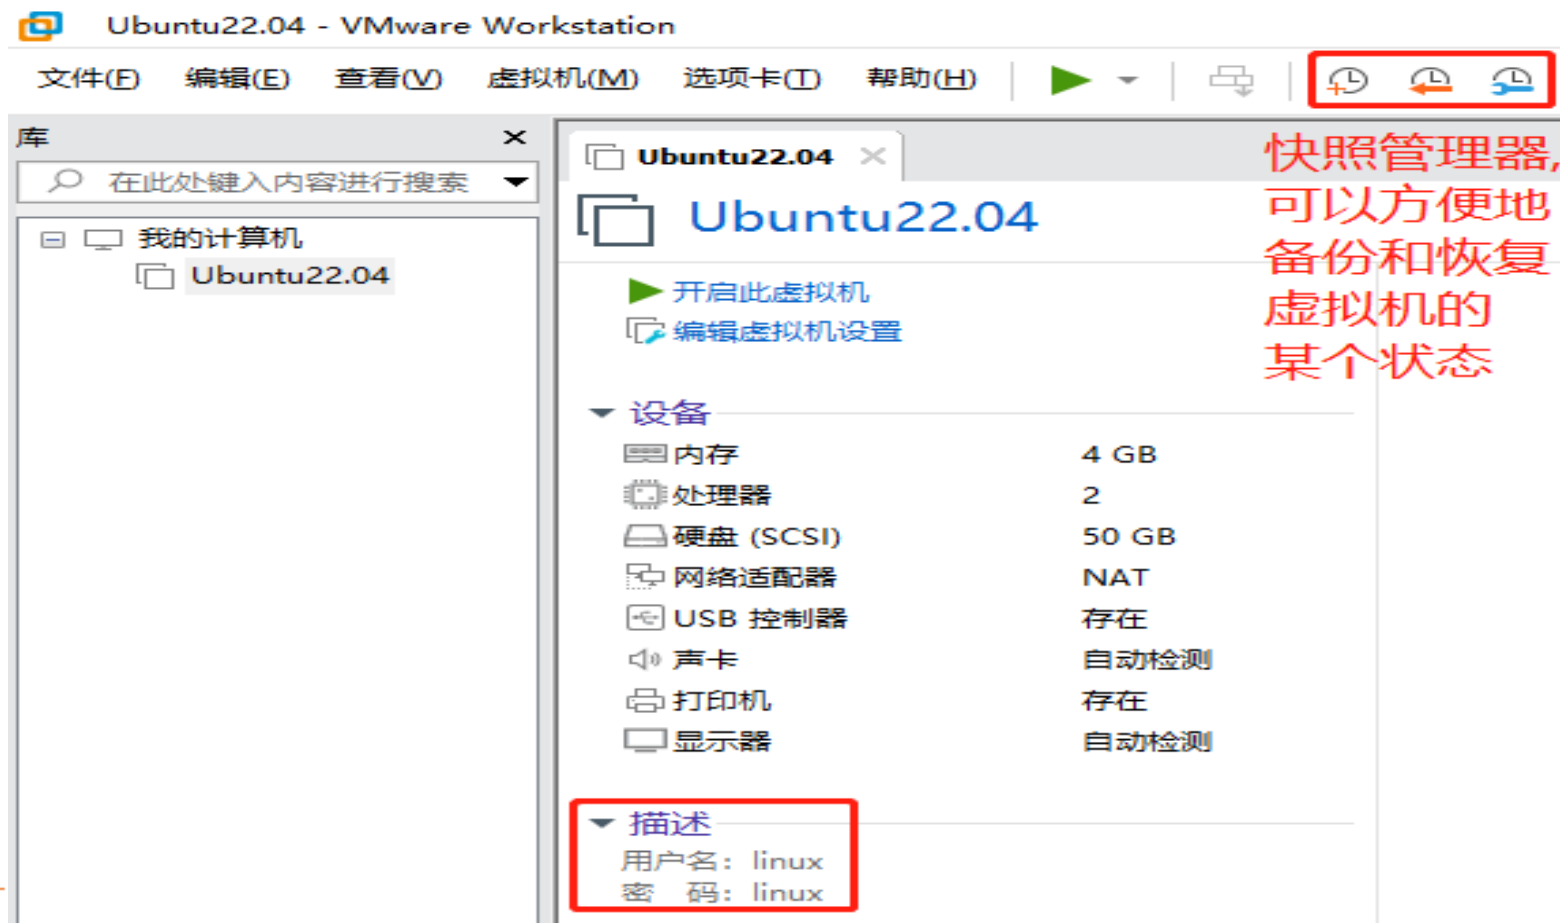 Ubuntu22.04 - VMware Workstation
文件(F) 编辑(E) 查看(V) 虚拟机(M) 选项卡(T) 帮助(H)
库
在此处键入内容进行搜索
我的计算机
Ubuntu22.04
Ubuntu22.04
Ubuntu22.04
快照管理器,
可以方便地
备份和恢复
虚拟机的
某个状态
开启此虚拟机
编辑虚拟机设置
设备
内存 4 GB
处理器 2
硬盘 (SCSI) 50 GB
网络适配器 NAT
USB 控制器 存在
声卡 自动检测
打印机 存在
显示器 自动检测
描述
用户名: linux
密 码: linux